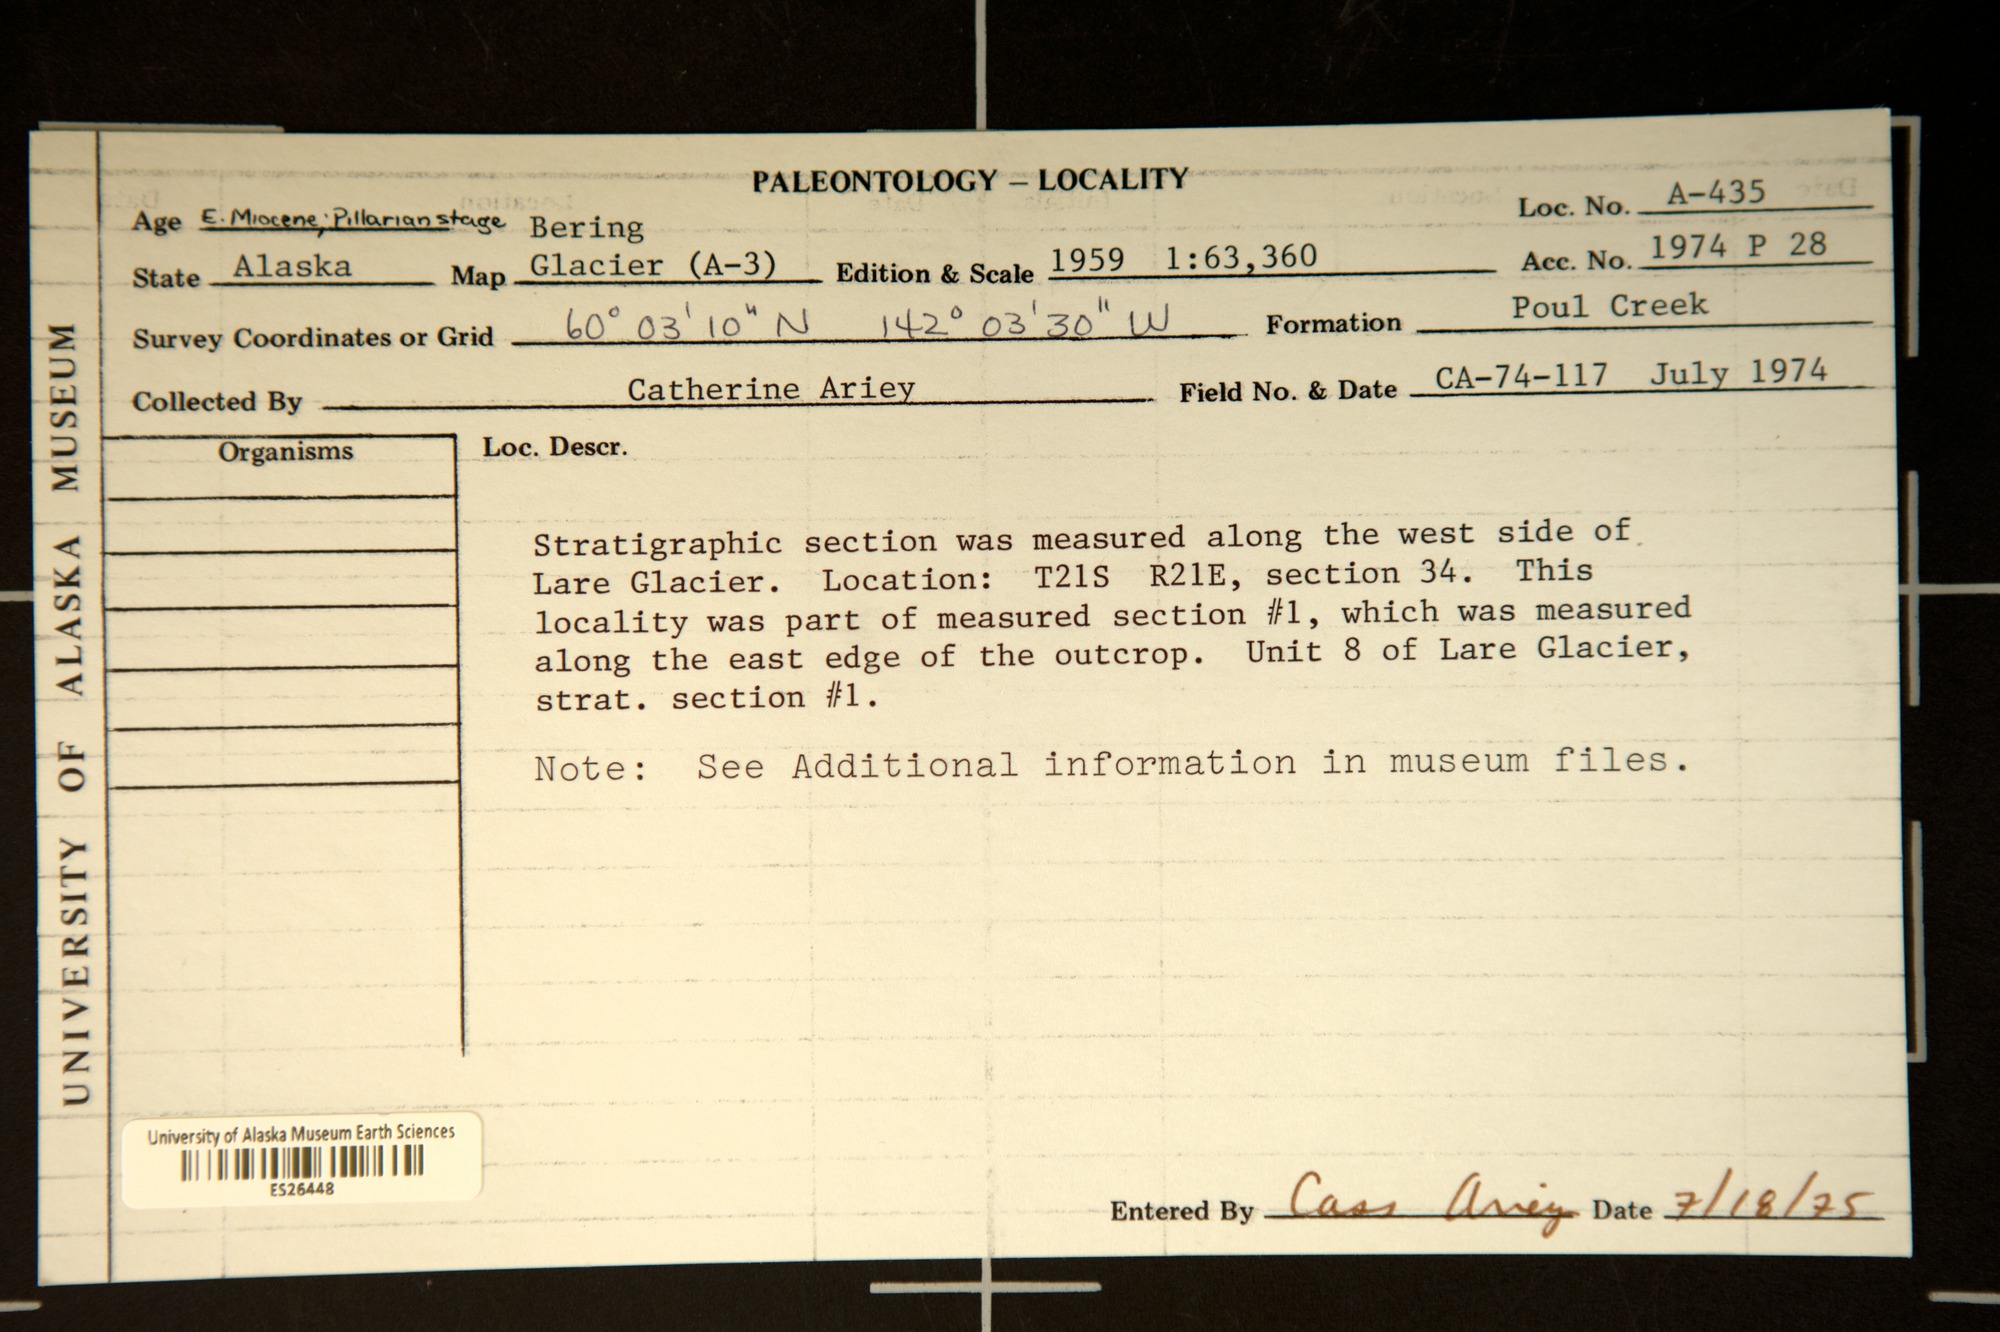 PALEONTOLOGY – LOCALITY
Loc. No. A-435
Age E. Miocene; Pillarian stage
State Alaska Map Bering Glacier (A-3) Edition & Scale 1959 1:63,360 Acc. No. 1974 P 28
Survey Coordinates or Grid 60° 03' 10" N 142° 03' 30" W Formation Poul Creek
Collected By Catherine Ariey Field No. & Date CA-74-117 July 1974
Organisms
Loc. Descr.
Stratigraphic section was measured along the west side of
Lare Glacier. Location: T21S R21E, section 34. This
locality was part of measured section #1, which was measured
along the east edge of the outcrop. Unit 8 of Lare Glacier,
strat. section #1.
Note: See Additional information in museum files.
UNIVERSITY OF ALASKA MUSEUM
University of Alaska Museum Earth Sciences
ES26448
Entered By Cass Ariey Date 7/18/75